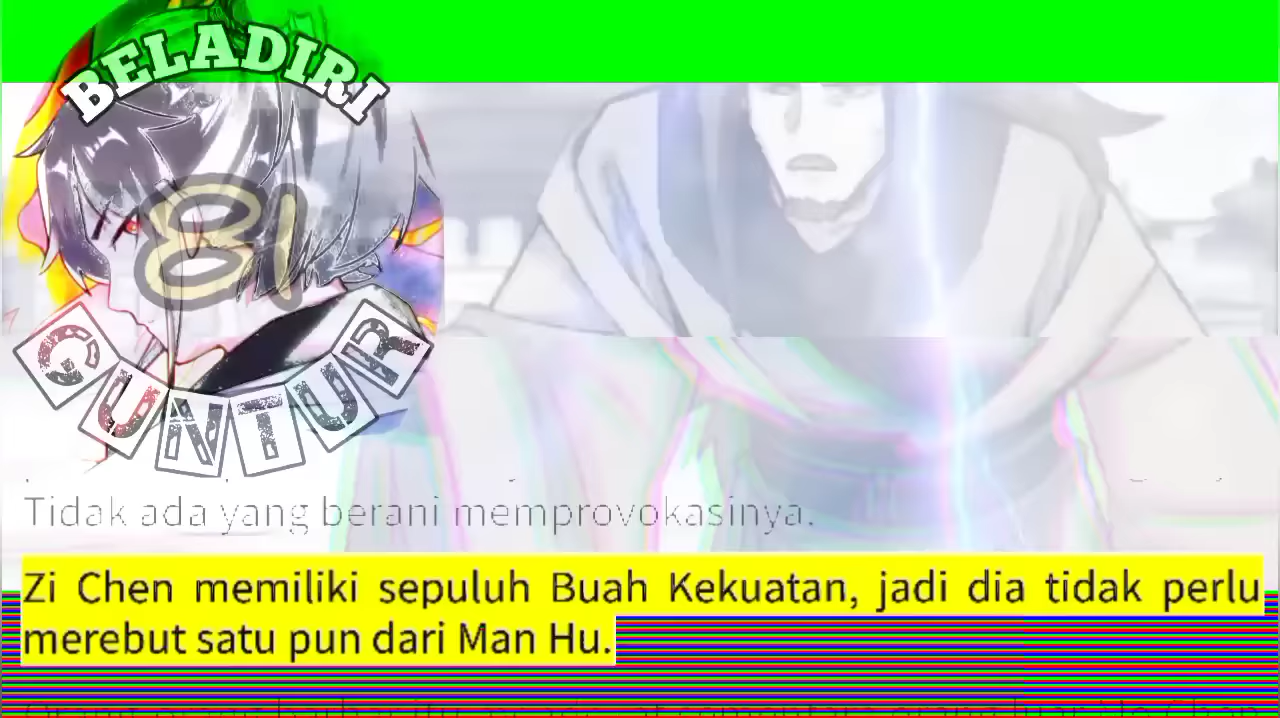 BELADIRI
81
GUNTUR
Tidak ada yang berani memprovokasinya.
Zi Chen memiliki sepuluh Buah Kekuatan, jadi dia tidak perlu
merebut satu pun dari Man Hu.